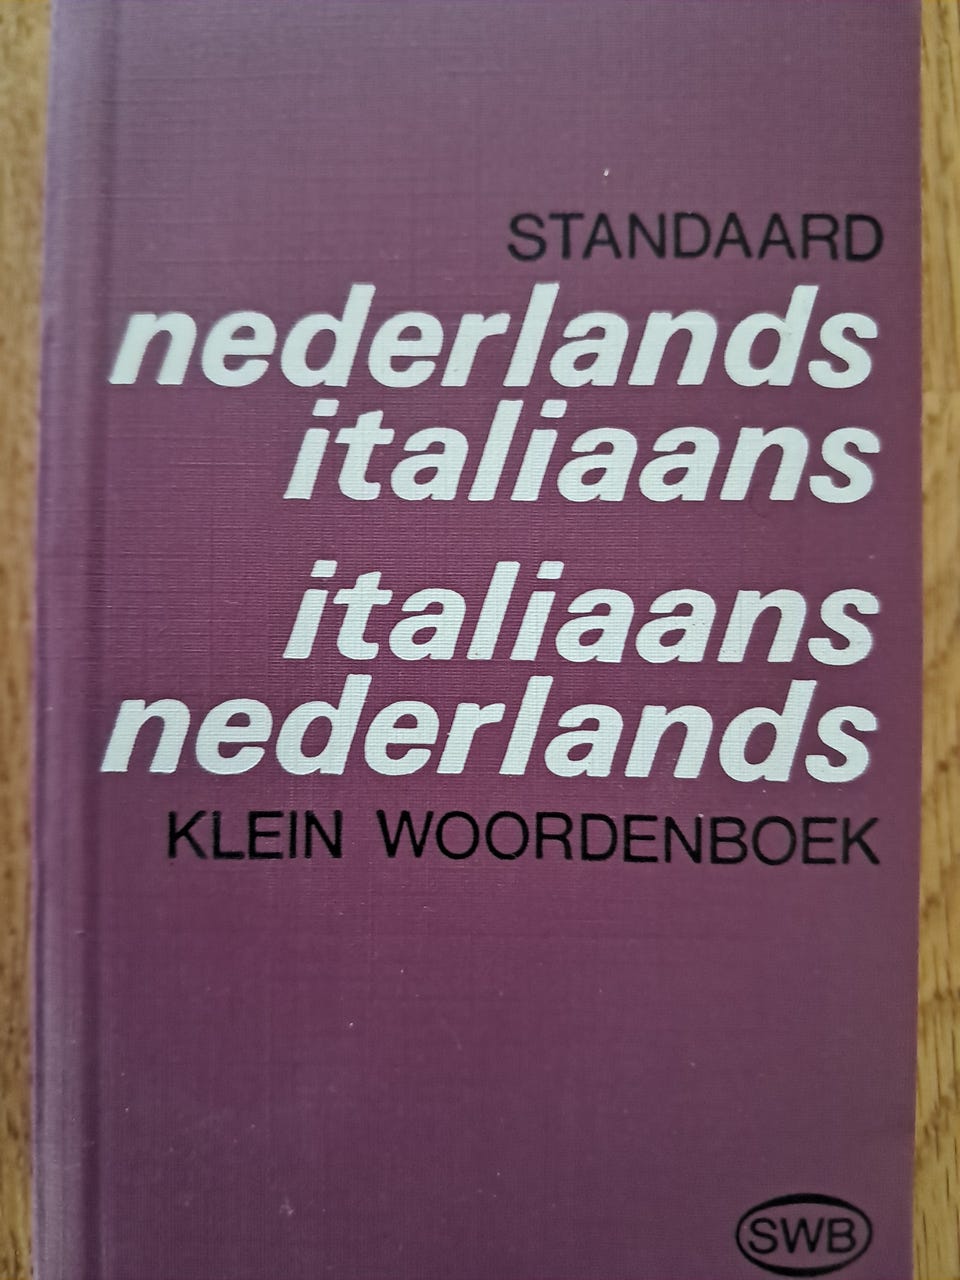 STANDAARD
nederlands
italiaans
italiaans
nederlands
KLEIN WOORDENBOEK
SWB